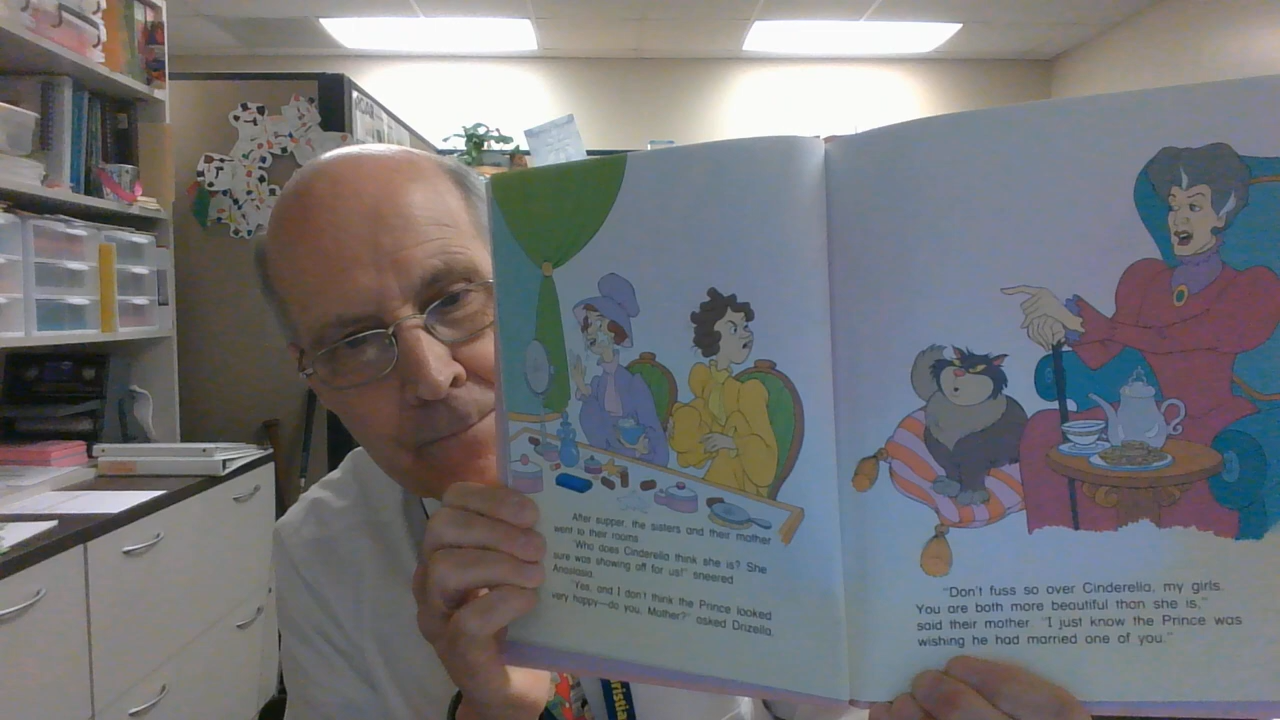 After supper, the sisters and their mother
went to their rooms.
"Who does Cinderella think she is? She
sure was showing off for us!" sneered
Anastasia.
"Yes, and I don't think the Prince looked
very happy—do you, Mother?" asked Drizella.
"Don't fuss so over Cinderella, my girls.
You are both more beautiful than she is,"
said their mother. "I just know the Prince was
wishing he had married one of you."